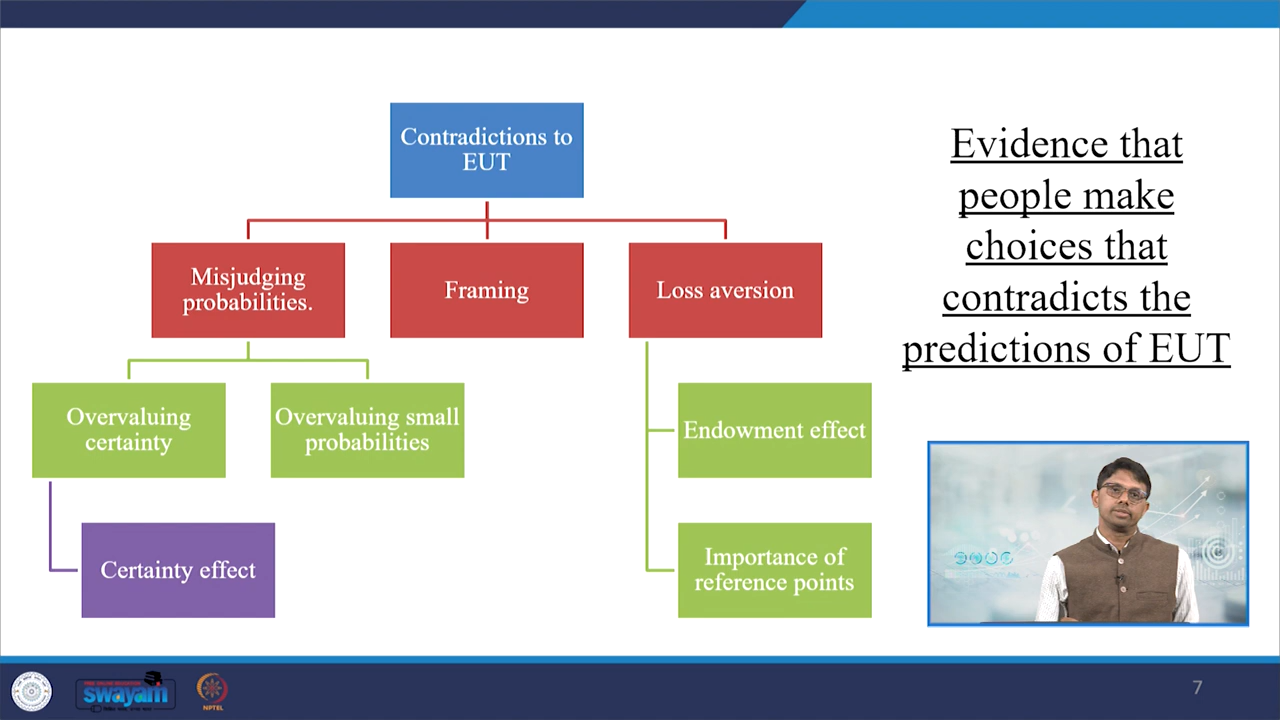 Contradictions to
EUT
Misjudging
probabilities.
Framing
Loss aversion
Overvaluing
certainty
Overvaluing small
probabilities
Endowment effect
Certainty effect
Importance of
reference points
Evidence that
people make
choices that
contradicts the
predictions of EUT
swayam
NPTEL
7